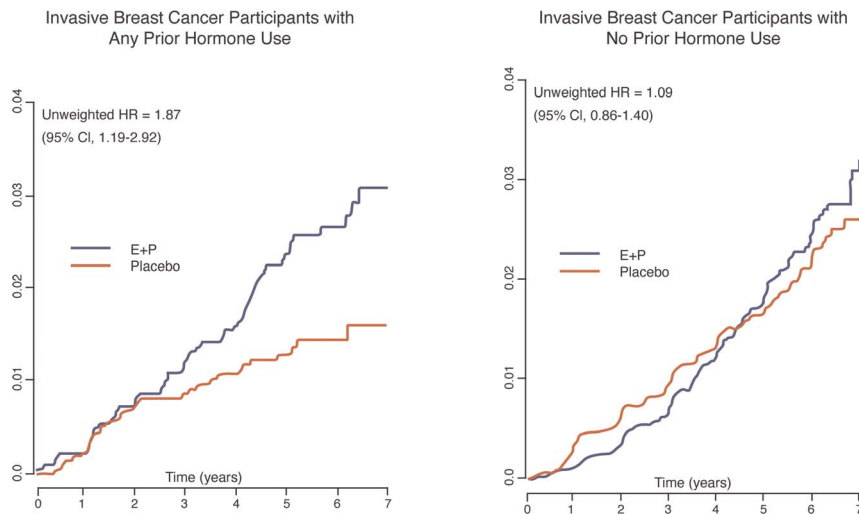 Invasive Breast Cancer Participants with
Any Prior Hormone Use
0.04
0.03
0.02
0.01
0.0
Unweighted HR = 1.87
(95% CI, 1.19-2.92)
E+P
Placebo
Time (years)
0 1 2 3 4 5 6 7
Invasive Breast Cancer Participants with
No Prior Hormone Use
0.04
0.03
0.02
0.01
0.0
Unweighted HR = 1.09
(95% CI, 0.86-1.40)
E+P
Placebo
Time (years)
0 1 2 3 4 5 6 7